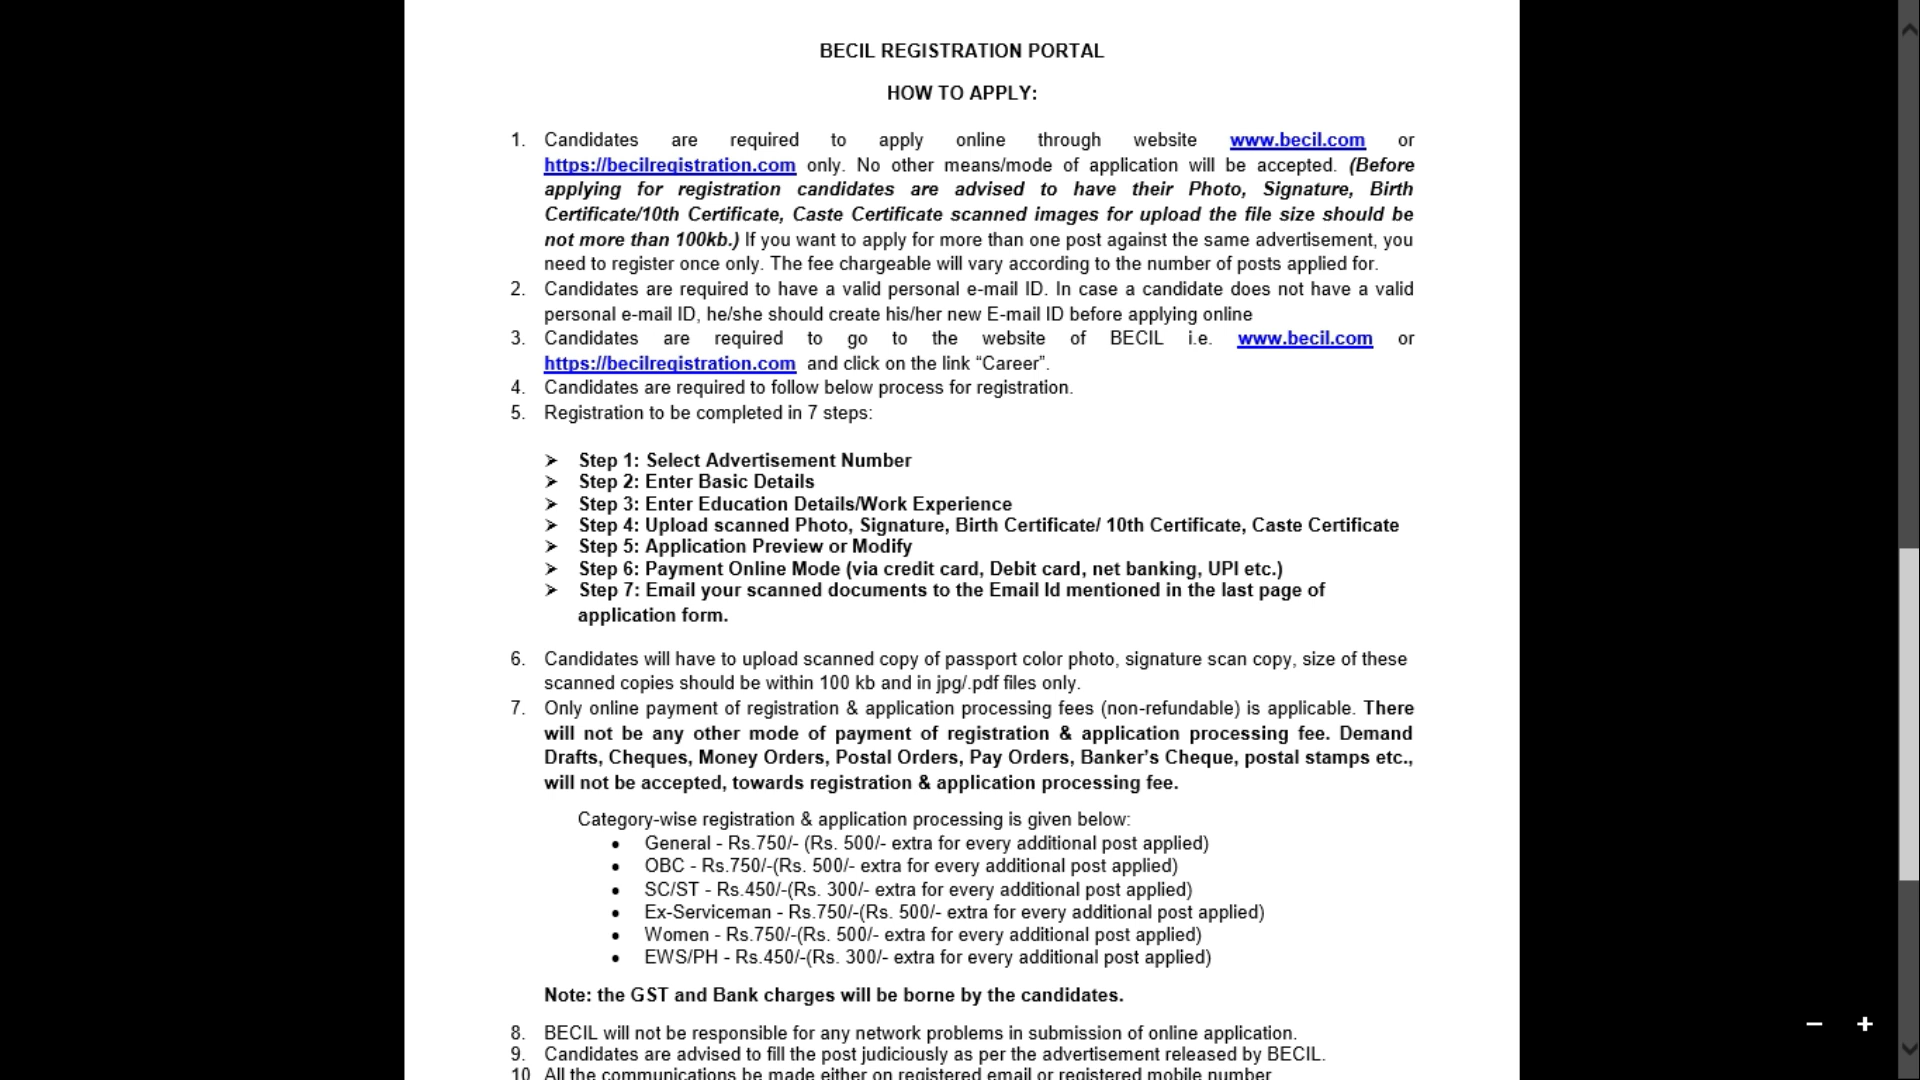 BECIL REGISTRATION PORTAL
HOW TO APPLY:
1. Candidates are required to apply online through website www.becil.com or
https://becilregistration.com only. No other means/mode of application will be accepted. (Before
applying for registration candidates are advised to have their Photo, Signature, Birth
Certificate/10th Certificate, Caste Certificate scanned images for upload the file size should be
not more than 100kb.) If you want to apply for more than one post against the same advertisement, you
need to register once only. The fee chargeable will vary according to the number of posts applied for.
2. Candidates are required to have a valid personal e-mail ID. In case a candidate does not have a valid
personal e-mail ID, he/she should create his/her new E-mail ID before applying online
3. Candidates are required to go to the website of BECIL i.e. www.becil.com or
https://becilregistration.com and click on the link “Career”.
4. Candidates are required to follow below process for registration.
5. Registration to be completed in 7 steps:
➢ Step 1: Select Advertisement Number
➢ Step 2: Enter Basic Details
➢ Step 3: Enter Education Details/Work Experience
➢ Step 4: Upload scanned Photo, Signature, Birth Certificate/ 10th Certificate, Caste Certificate
➢ Step 5: Application Preview or Modify
➢ Step 6: Payment Online Mode (via credit card, Debit card, net banking, UPI etc.)
➢ Step 7: Email your scanned documents to the Email Id mentioned in the last page of
application form.
6. Candidates will have to upload scanned copy of passport color photo, signature scan copy, size of these
scanned copies should be within 100 kb and in jpg/.pdf files only.
7. Only online payment of registration & application processing fees (non-refundable) is applicable. There
will not be any other mode of payment of registration & application processing fee. Demand
Drafts, Cheques, Money Orders, Postal Orders, Pay Orders, Banker’s Cheque, postal stamps etc.,
will not be accepted, towards registration & application processing fee.
Category-wise registration & application processing is given below:
• General - Rs.750/- (Rs. 500/- extra for every additional post applied)
• OBC - Rs.750/-(Rs. 500/- extra for every additional post applied)
• SC/ST - Rs.450/-(Rs. 300/- extra for every additional post applied)
• Ex-Serviceman - Rs.750/-(Rs. 500/- extra for every additional post applied)
• Women - Rs.750/-(Rs. 500/- extra for every additional post applied)
• EWS/PH - Rs.450/-(Rs. 300/- extra for every additional post applied)
Note: the GST and Bank charges will be borne by the candidates.
8. BECIL will not be responsible for any network problems in submission of online application.
9. Candidates are advised to fill the post judiciously as per the advertisement released by BECIL.
10. All the communications be made either on registered email or registered mobile number